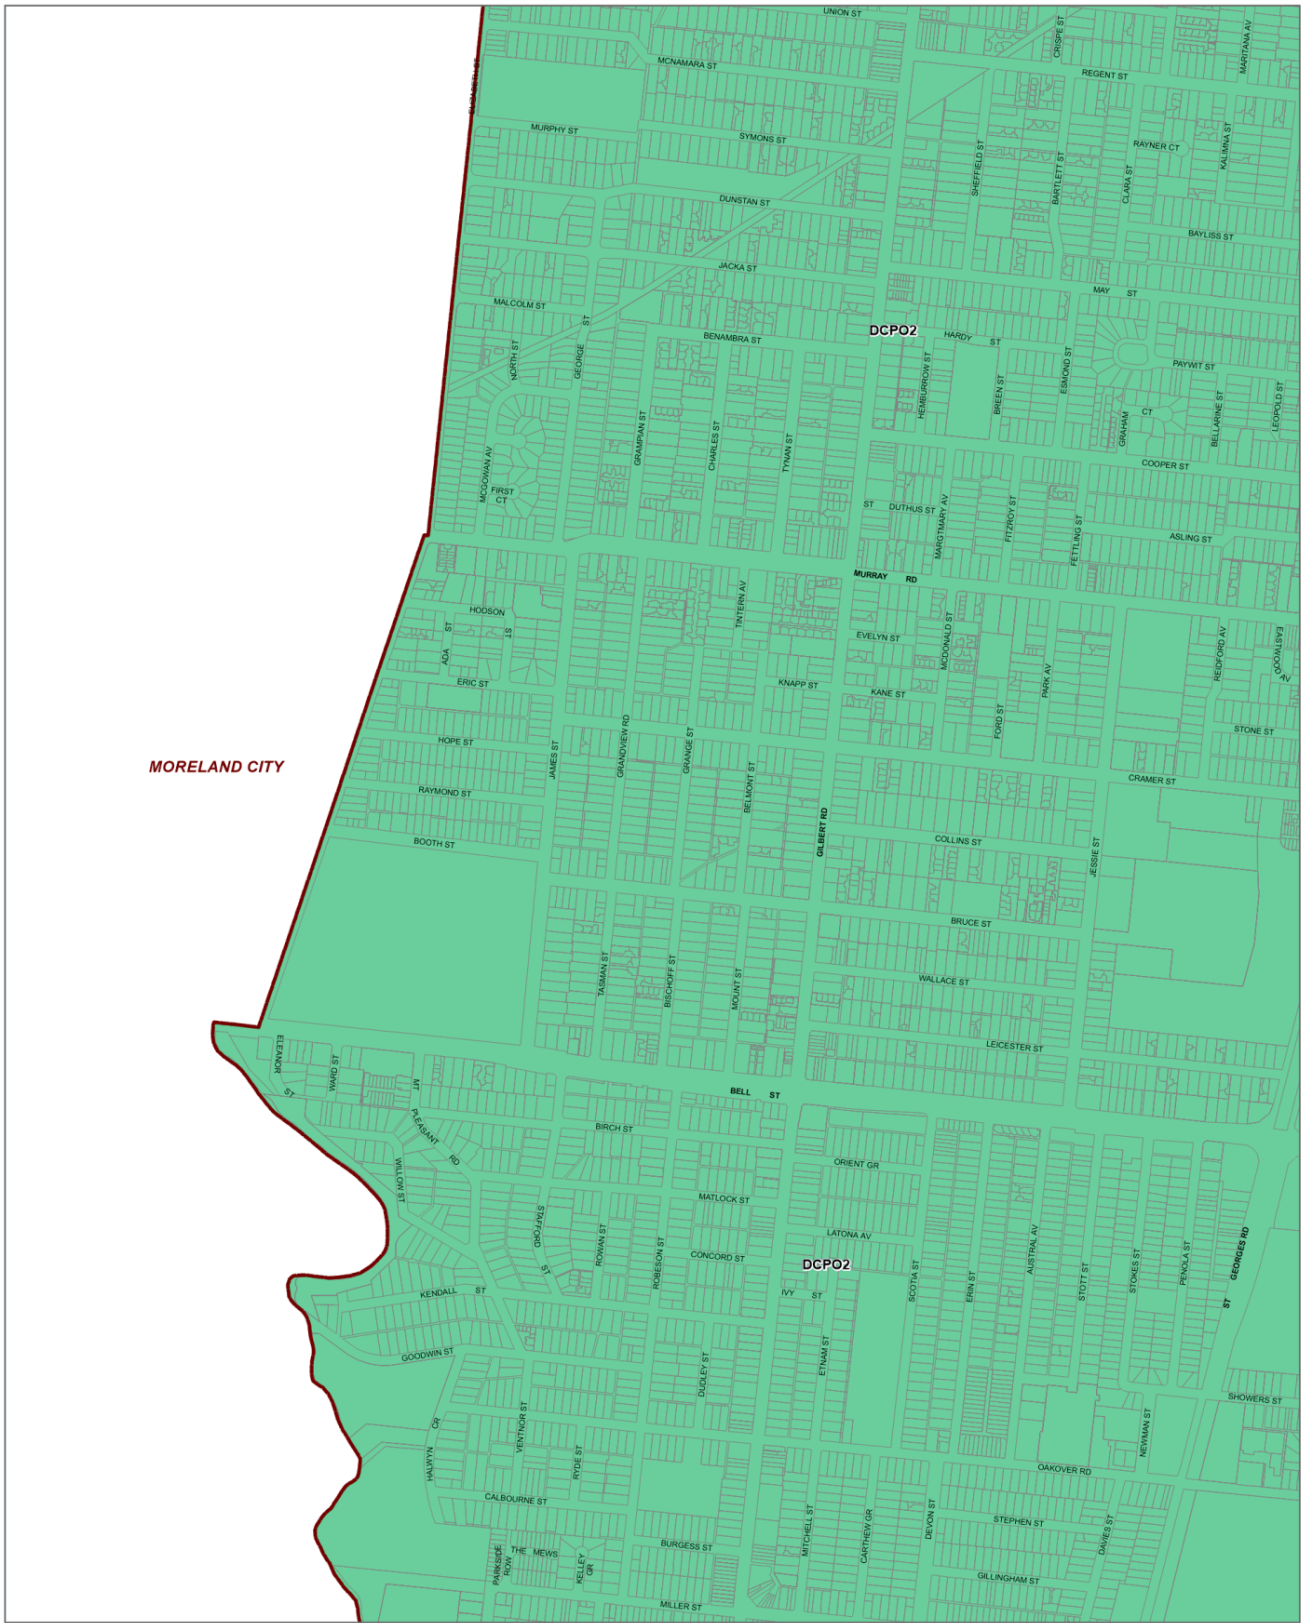 UNION ST
CRISPE ST
MARITANA AV
MCNAMARA ST
REGENT ST
ELIZABETH ST
MURPHY ST
SYMONS ST
RAYNER CT
KALIMNA ST
SHEFFIELD ST
BARTLETT ST
CLARA ST
DUNSTAN ST
BAYLISS ST
JACKA ST
MAY ST
MALCOLM ST
DCPO2
BENAMBRA ST
HARDY ST
NORTH ST
GEORGE ST
HEMBURROW ST
BREEN ST
ESMOND ST
PAYWIT ST
GRAHAM CT
BELLARINE ST
LEOPOLD ST
GRAMPIAN ST
CHARLES ST
TYNAN ST
COOPER ST
MCGOWAN AV
FIRST CT
ST
DUTHUS ST
MARGTMARY AV
FITZROY ST
FETTLING ST
ASLING ST
MURRAY RD
HODSON ST
TINTERN AV
EVELYN ST
MCDONALD ST
REIDFORD AV
EASTWOOD AV
ADA ST
ERIC ST
KNAPP ST
KANE ST
PARK AV
FORD ST
STONE ST
HOPE ST
JAMES ST
GRANDVIEW RD
GRANGE ST
MORELAND CITY
BELMONT ST
CRAMER ST
RAYMOND ST
BOOTH ST
GILBERT RD
COLLINS ST
JESSIE ST
BRUCE ST
TASMAN ST
BISCHOFF ST
MOUNT ST
WALLACE ST
LEICESTER ST
ELEANOR ST
WARD ST
MT PLEASANT RD
BELL ST
BIRCH ST
ORIENT GR
WILLOW ST
MATLOCK ST
STAFFORD ST
ROWAN ST
ROBESON ST
CONCORD ST
LATONA AV
DCPO2
SCOTIA ST
ERIN ST
AUSTRAL AV
STOTT ST
STOKES ST
PENOLA ST
ST GEORGES RD
KENDALL ST
IVY ST
GOODWIN ST
DUDLEY ST
ETNAM ST
SHOWERS ST
HALWYN CR
VENTNOR ST
RYDE ST
NEWMAN ST
OAKOVER RD
CALBOURNE ST
MITCHELL ST
CARTHEW GR
DEVON ST
STEPHEN ST
DAVIES ST
PARKSIDE ROW
THE MEWS
KELLEY GR
BURGESS ST
GILLINGHAM ST
MILLER ST